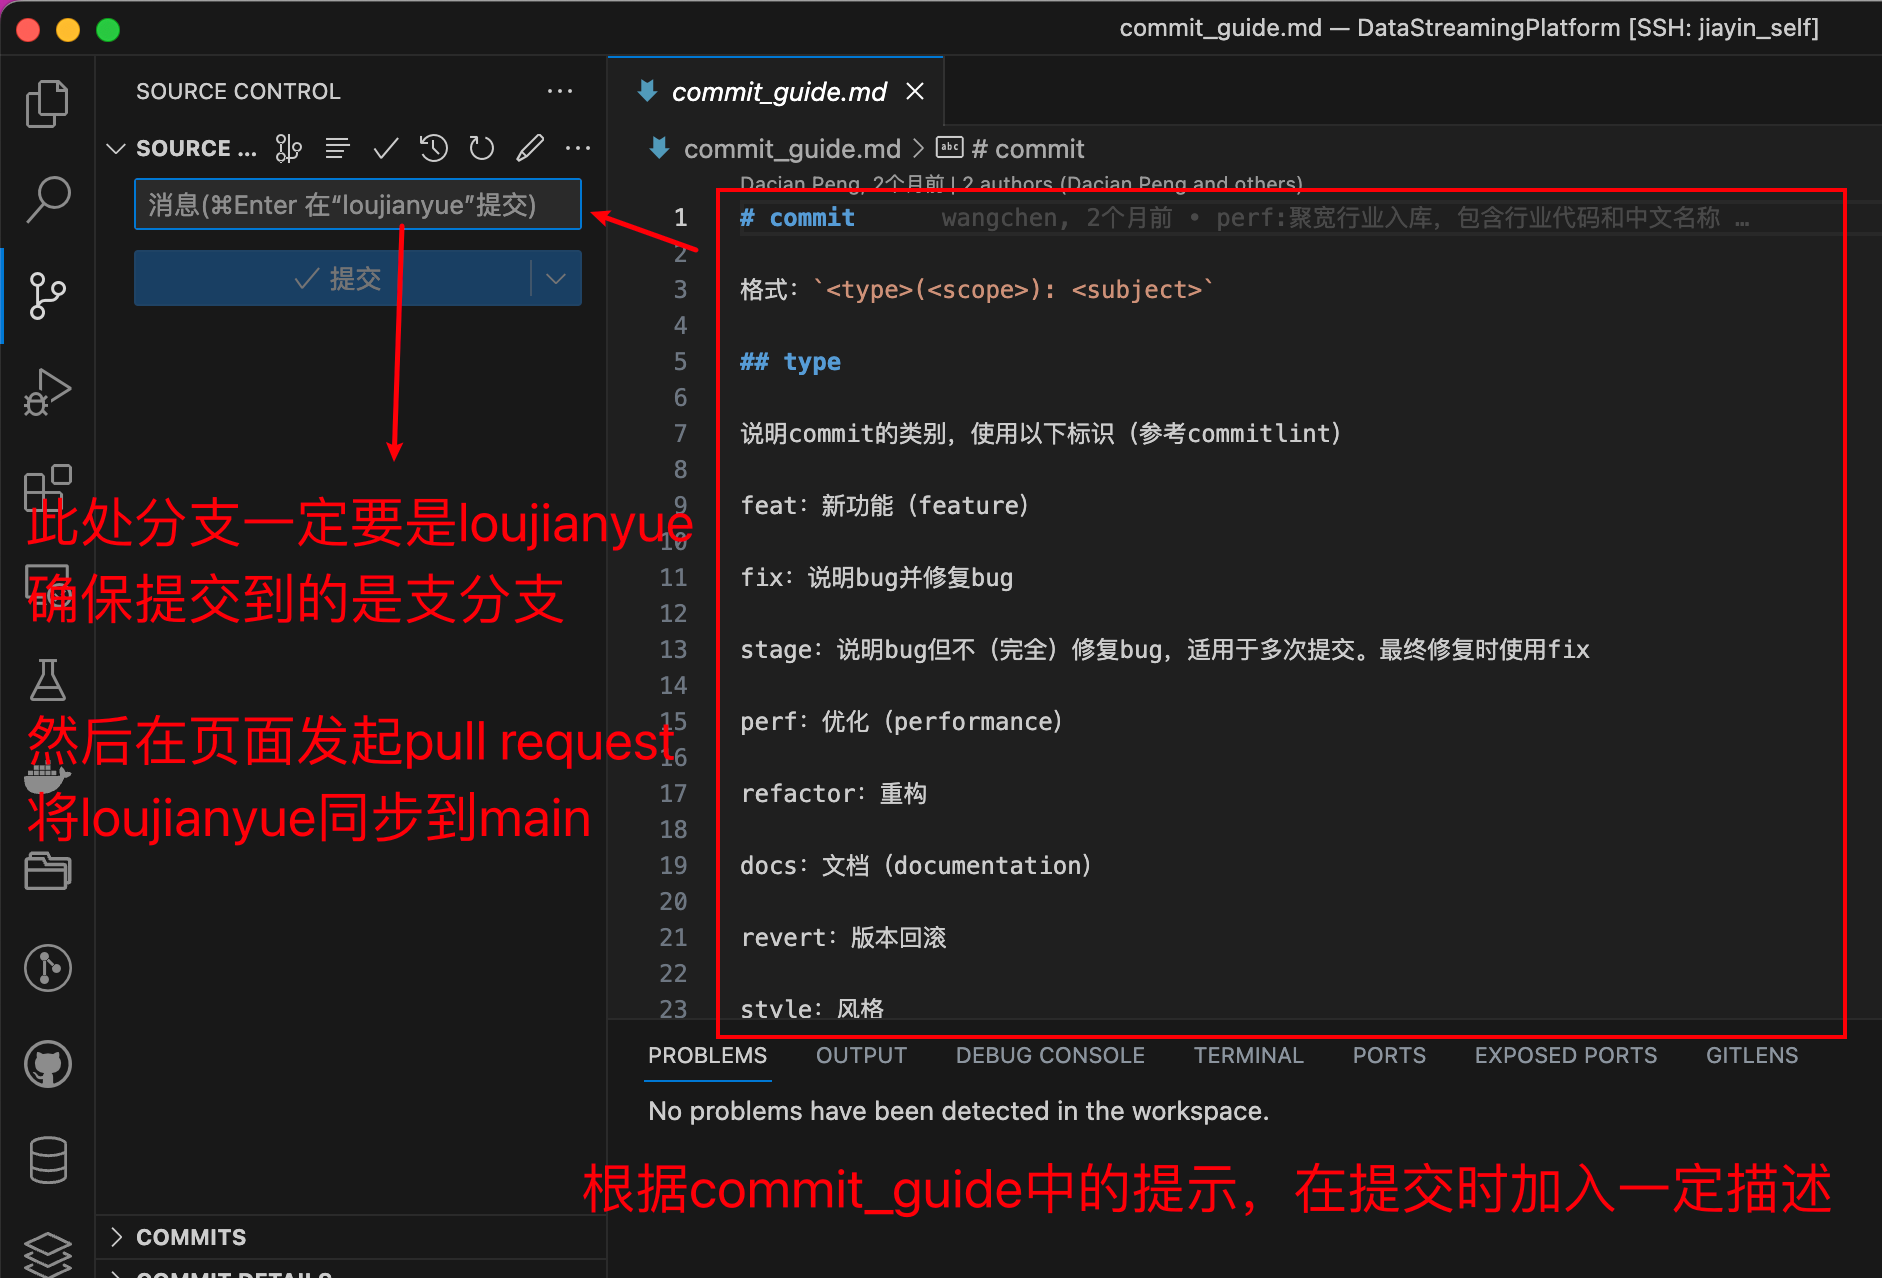 commit_guide.md — DataStreamingPlatform [SSH: jiayin_self]
SOURCE CONTROL
SOURCE ...
消息(⌘Enter 在“loujianyue”提交)
提交
此处分支一定要是loujianyue
确保提交到的是支分支
然后在页面发起pull request
将loujianyue同步到main
COMMITS
COMMIT DETAILS
commit_guide.md
commit_guide.md > # commit
Dacian Peng, 2个月前 | 2 authors (Dacian Peng and others)
1 # commit wangchen, 2个月前 • perf:聚宽行业入库，包含行业代码和中文名称 …
2
3 格式：`<type>(<scope>): <subject>`
4
5 ## type
6
7 说明commit的类别，使用以下标识（参考commitlint）
8
9 feat：新功能（feature）
10
11 fix：说明bug并修复bug
12
13 stage：说明bug但不（完全）修复bug，适用于多次提交。最终修复时使用fix
14
15 perf：优化（performance）
16
17 refactor：重构
18
19 docs：文档（documentation）
20
21 revert：版本回滚
22
23 style：风格
PROBLEMS OUTPUT DEBUG CONSOLE TERMINAL PORTS EXPOSED PORTS GITLENS
No problems have been detected in the workspace.
根据commit_guide中的提示，在提交时加入一定描述